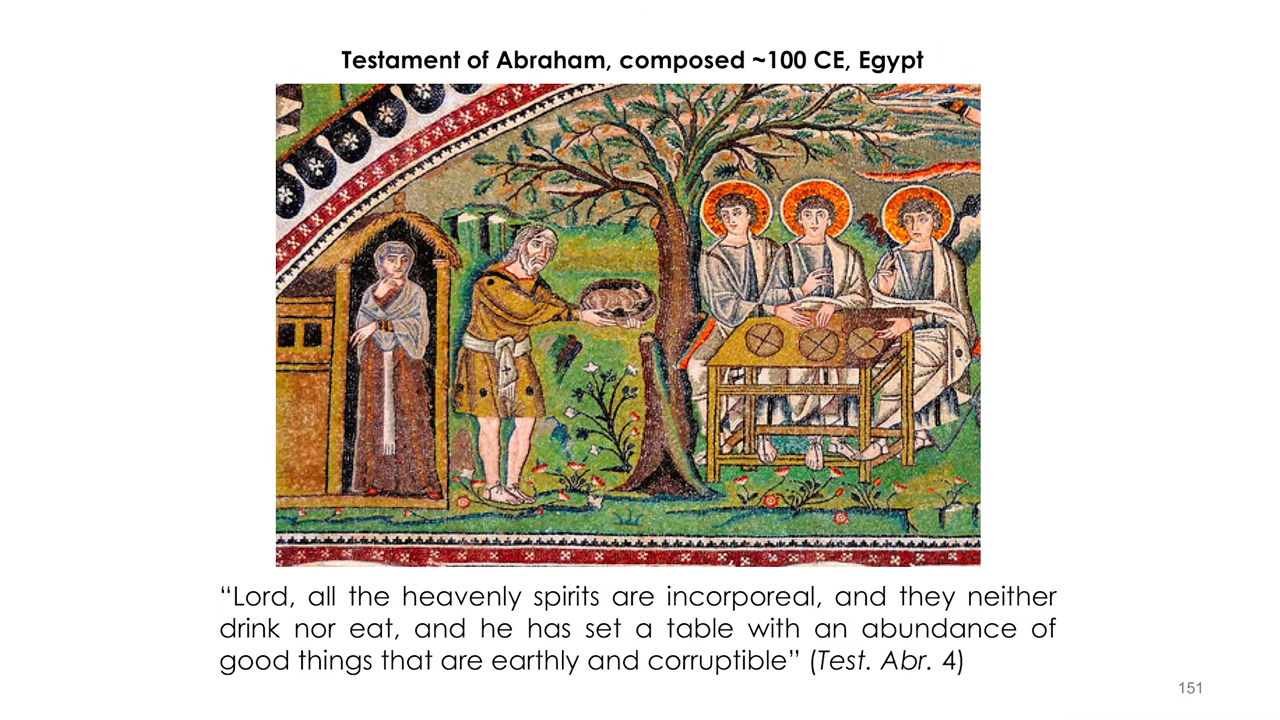 Testament of Abraham, composed ~100 CE, Egypt
“Lord, all the heavenly spirits are incorporeal, and they neither
drink nor eat, and he has set a table with an abundance of
good things that are earthly and corruptible” (Test. Abr. 4)
151